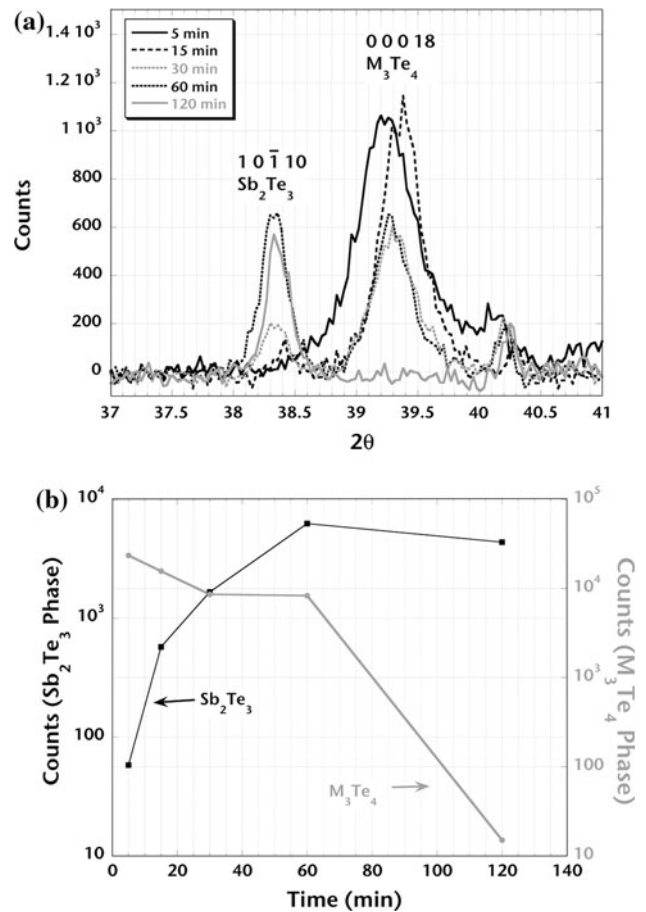 (a)
1.4 10³
1.2 10³
1 10³
800
600
400
200
0
Counts
5 min
15 min
30 min
60 min
120 min
0 0 0 18
M₃Te₄
1 0 1̄ 10
Sb₂Te₃
37 37.5 38 38.5 39 39.5 40 40.5 41
2θ
(b)
10⁴
10³
100
10
Counts (Sb₂Te₃ Phase)
Sb₂Te₃
M₃Te₄
10⁵
10⁴
10³
100
10
Counts (M₃Te₄ Phase)
0 20 40 60 80 100 120 140
Time (min)